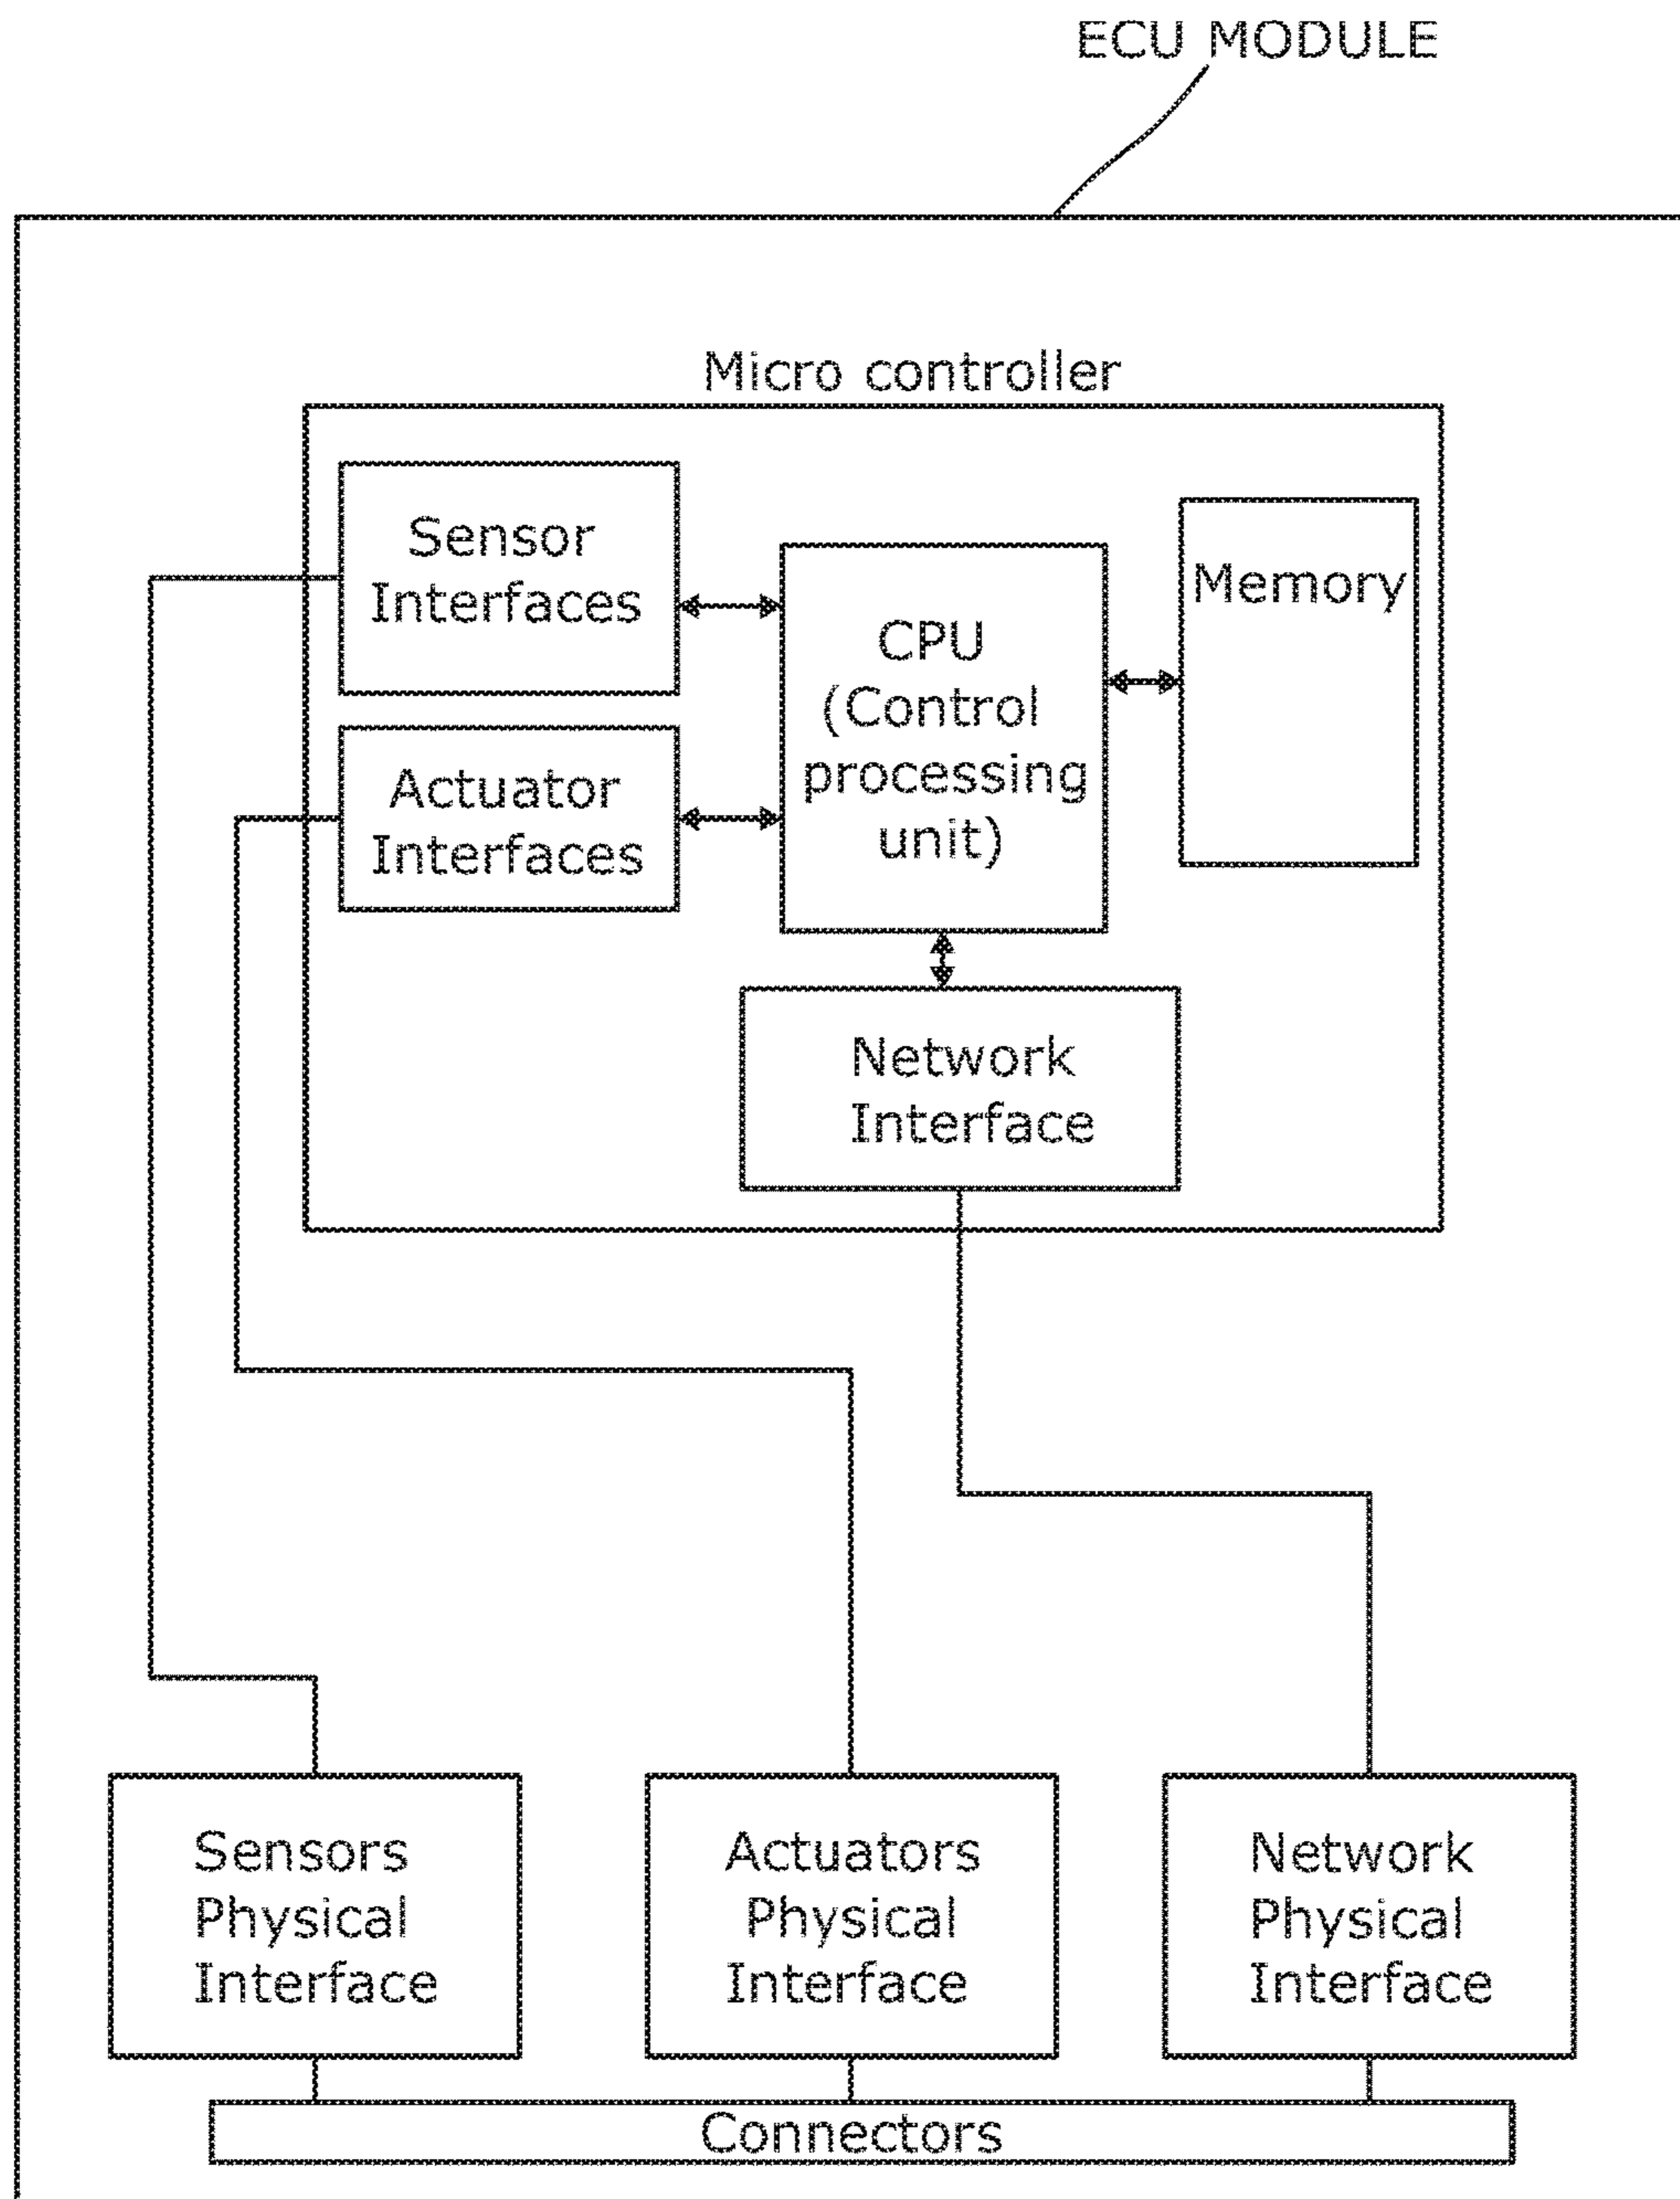 ECU MODULE
Micro controller
Sensor
Interfaces
Actuator
Interfaces
CPU
(Control
processing
unit)
Memory
Network
Interface
Sensors
Physical
Interface
Actuators
Physical
Interface
Network
Physical
Interface
Connectors